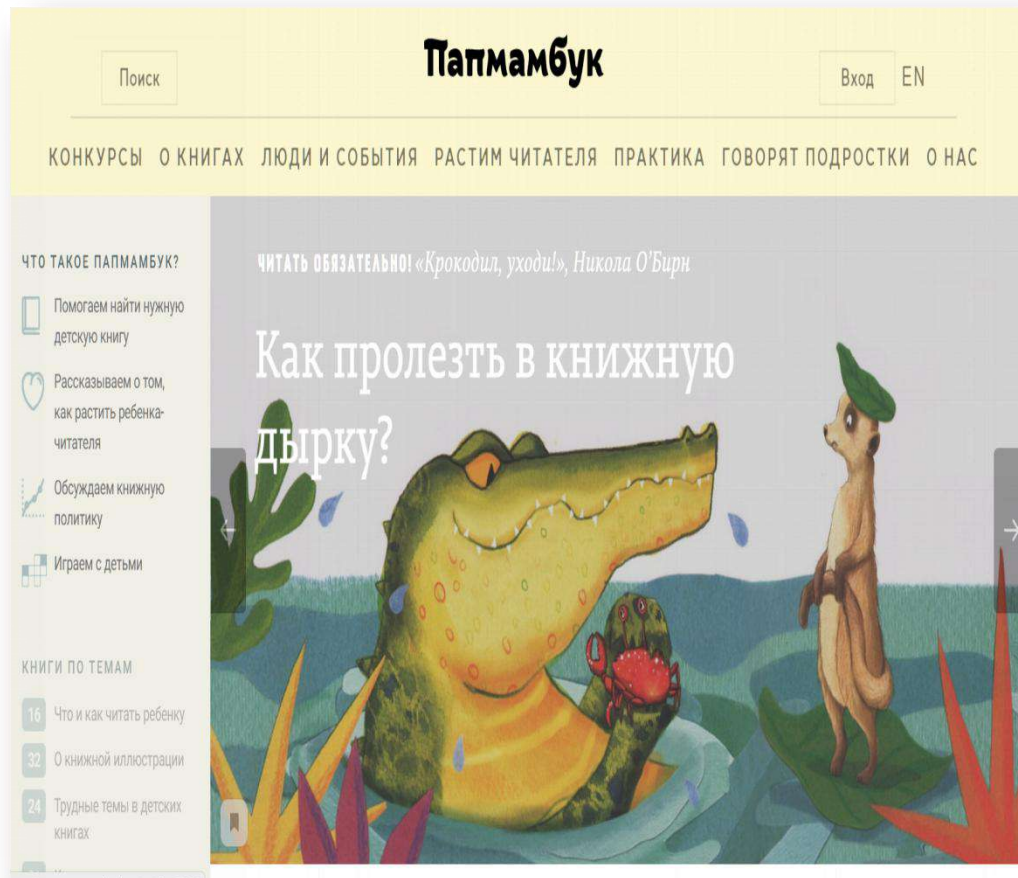 Папмамбук
Поиск
Вход EN
КОНКУРСЫ О КНИГАХ ЛЮДИ И СОБЫТИЯ РАСТИМ ЧИТАТЕЛЯ ПРАКТИКА ГОВОРЯТ ПОДРОСТКИ О НАС
ЧТО ТАКОЕ ПАПМАМБУК?
Помогаем найти нужную
детскую книгу
Рассказываем о том,
как растить ребенка-
читателя
Обсуждаем книжную
политику
Играем с детьми
КНИГИ ПО ТЕМАМ
16 Что и как читать ребенку
32 О книжной иллюстрации
24 Трудные темы в детских
книгах
ЧИТАТЬ ОБЯЗАТЕЛЬНО! «Крокодил, уходи!», Никола О’Бирн
Как пролезть в книжную
дырку?